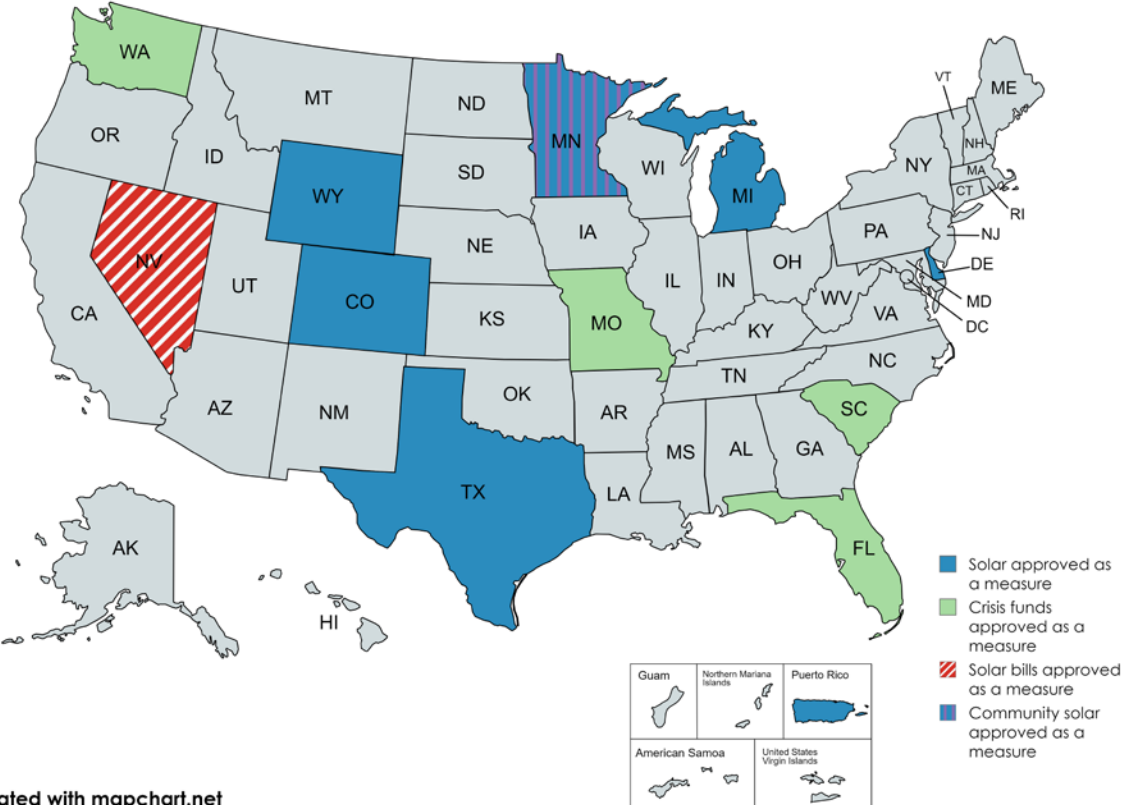 WA
MT
ND
MN
VT
ME
OR
ID
SD
WI
NY
NH
MA
CT
RI
WY
MI
IA
PA
NJ
NV
NE
OH
DE
UT
IL
IN
MD
CO
WV
CA
KS
MO
VA
DC
KY
NC
TN
OK
AZ
NM
AR
SC
MS
AL
GA
TX
LA
AK
FL
HI
Solar approved as
a measure
Crisis funds
approved as a
measure
Solar bills approved
as a measure
Community solar
approved as a
measure
Guam
Northern Mariana
Islands
Puerto Rico
American Samoa
United States
Virgin Islands
ated with mapchart.net